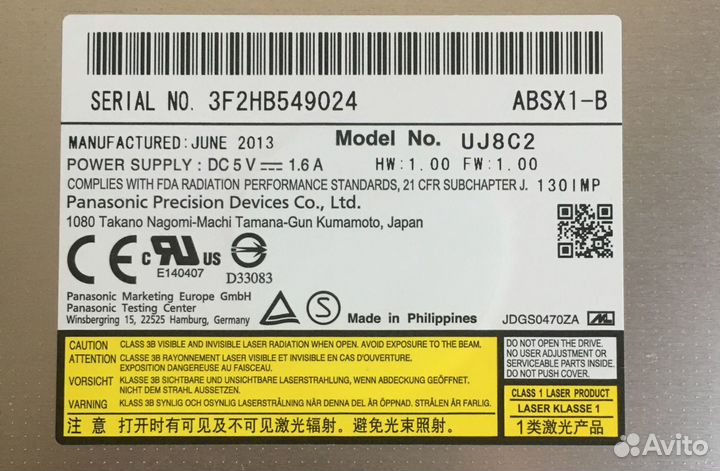 SERIAL NO. 3F2HB549024 ABSX1-B
MANUFACTURED: JUNE 2013 Model No. UJ8C2
POWER SUPPLY : DC 5 V ⎓ 1.6 A HW:1.00 FW:1.00
COMPLIES WITH FDA RADIATION PERFORMANCE STANDARDS, 21 CFR SUBCHAPTER J. 130IMP
Panasonic Precision Devices Co., Ltd.
1080 Takano Nagomi-Machi Tamana-Gun Kumamoto, Japan
CE c RU US
E140407 D33083
Panasonic Marketing Europe GmbH
Panasonic Testing Center
Winsbergring 15, 22525 Hamburg, Germany
S Made in Philippines JDGS0470ZA
CAUTION CLASS 3B VISIBLE AND INVISIBLE LASER RADIATION WHEN OPEN. AVOID EXPOSURE TO THE BEAM.
ATTENTION CLASSE 3B RAYONNEMENT LASER VISIBLE ET INVISIBLE EN CAS D'OUVERTURE.
EXPOSITION DANGEREUSE AU FAISCEAU.
VORSICHT KLASSE 3B SICHTBARE UND UNSICHTBARE LASERSTRAHLUNG, WENN ABDECKUNG GEÖFFNET.
NICHT DEM STRAHL AUSSETZEN.
VARNING KLASS 3B SYNLIG OCH OSYNLIG LASERSTRÅLNING NÄR DENNA DEL ÄR ÖPPNAD. STRÅLEN ÄR FARLIG.
注意 打开时有可见及不可见激光辐射。避免光束照射。
DO NOT OPEN THE DRIVE.
NO USER ADJUSTMENT OR
SERVICEABLE PARTS INSIDE.
DO NOT PUSH DOWN.
CLASS 1 LASER PRODUCT
LASER KLASSE 1
1类激光产品
Avito